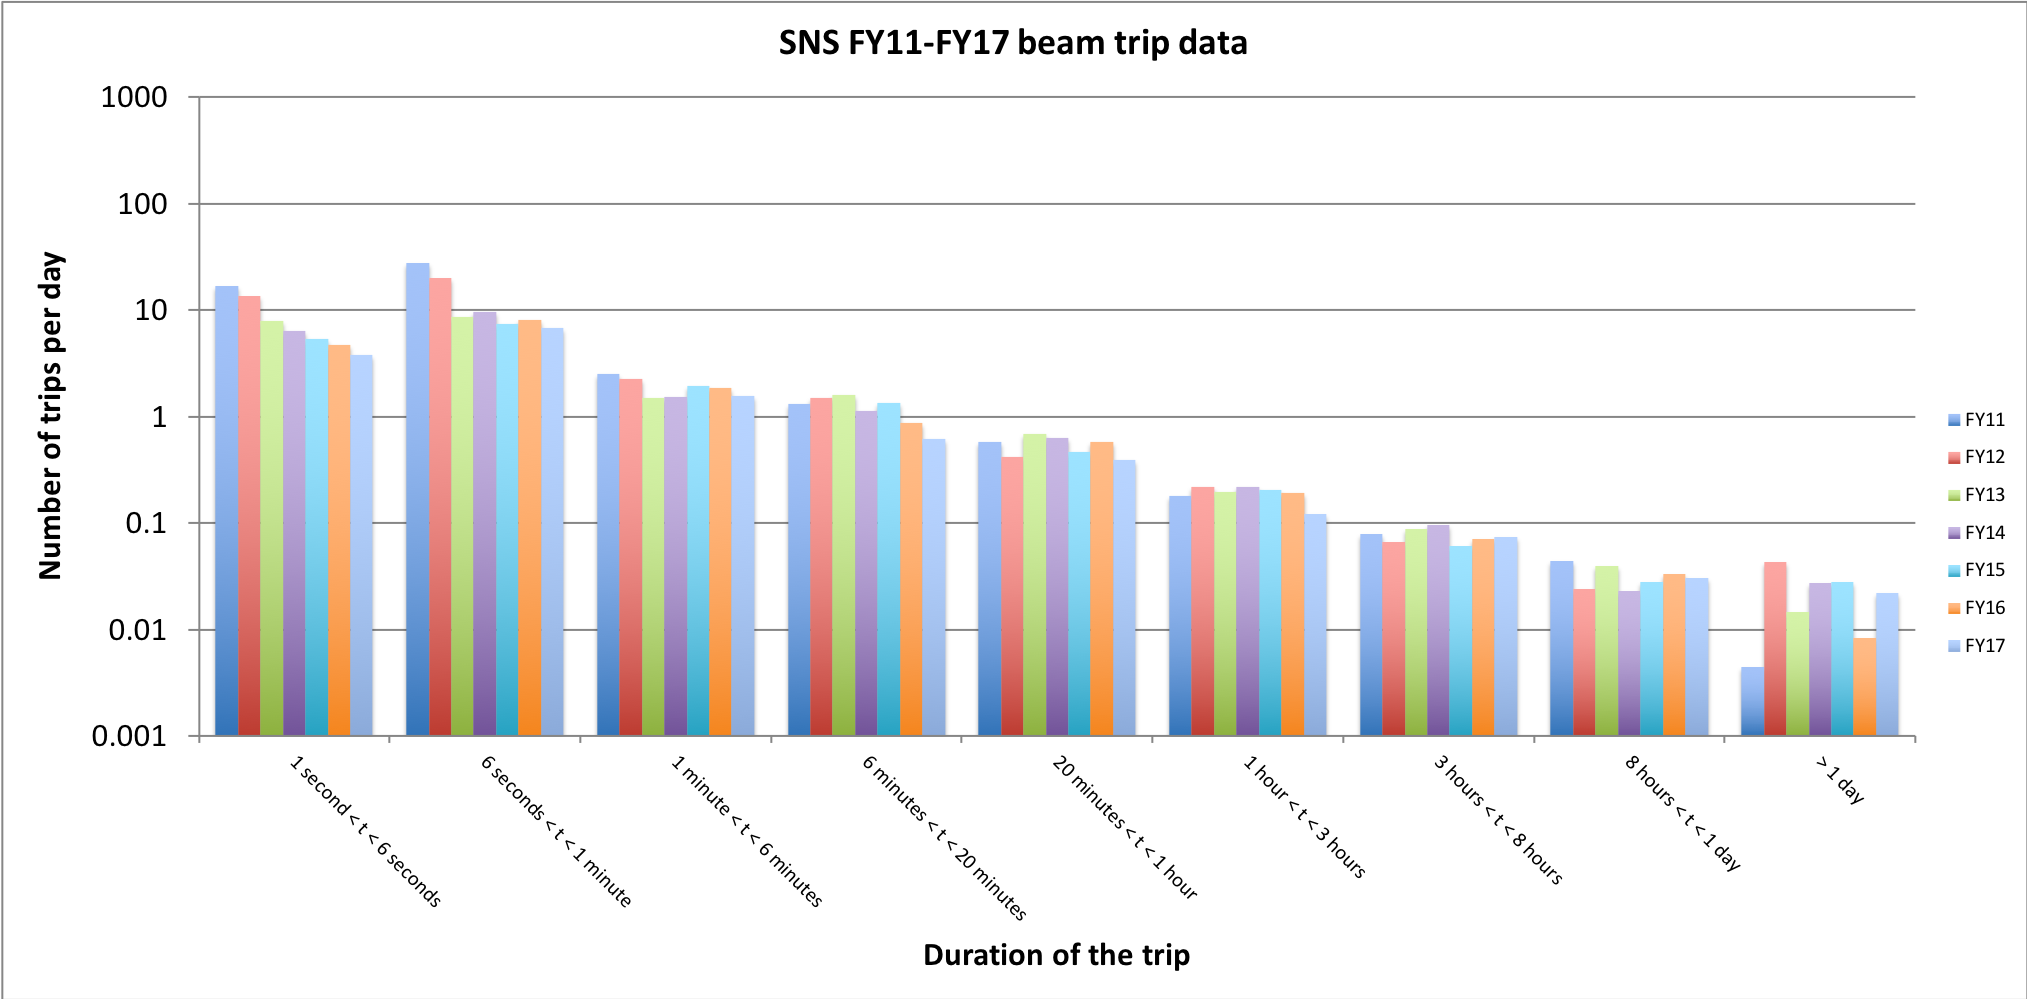 SNS FY11-FY17 beam trip data
1000
100
10
1
0.1
0.01
0.001
Number of trips per day
1 second < t < 6 seconds
6 seconds < t < 1 minute
1 minute < t < 6 minutes
6 minutes < t < 20 minutes
20 minutes < t < 1 hour
1 hour < t < 3 hours
3 hours < t < 8 hours
8 hours < t < 1 day
> 1 day
Duration of the trip
FY11
FY12
FY13
FY14
FY15
FY16
FY17